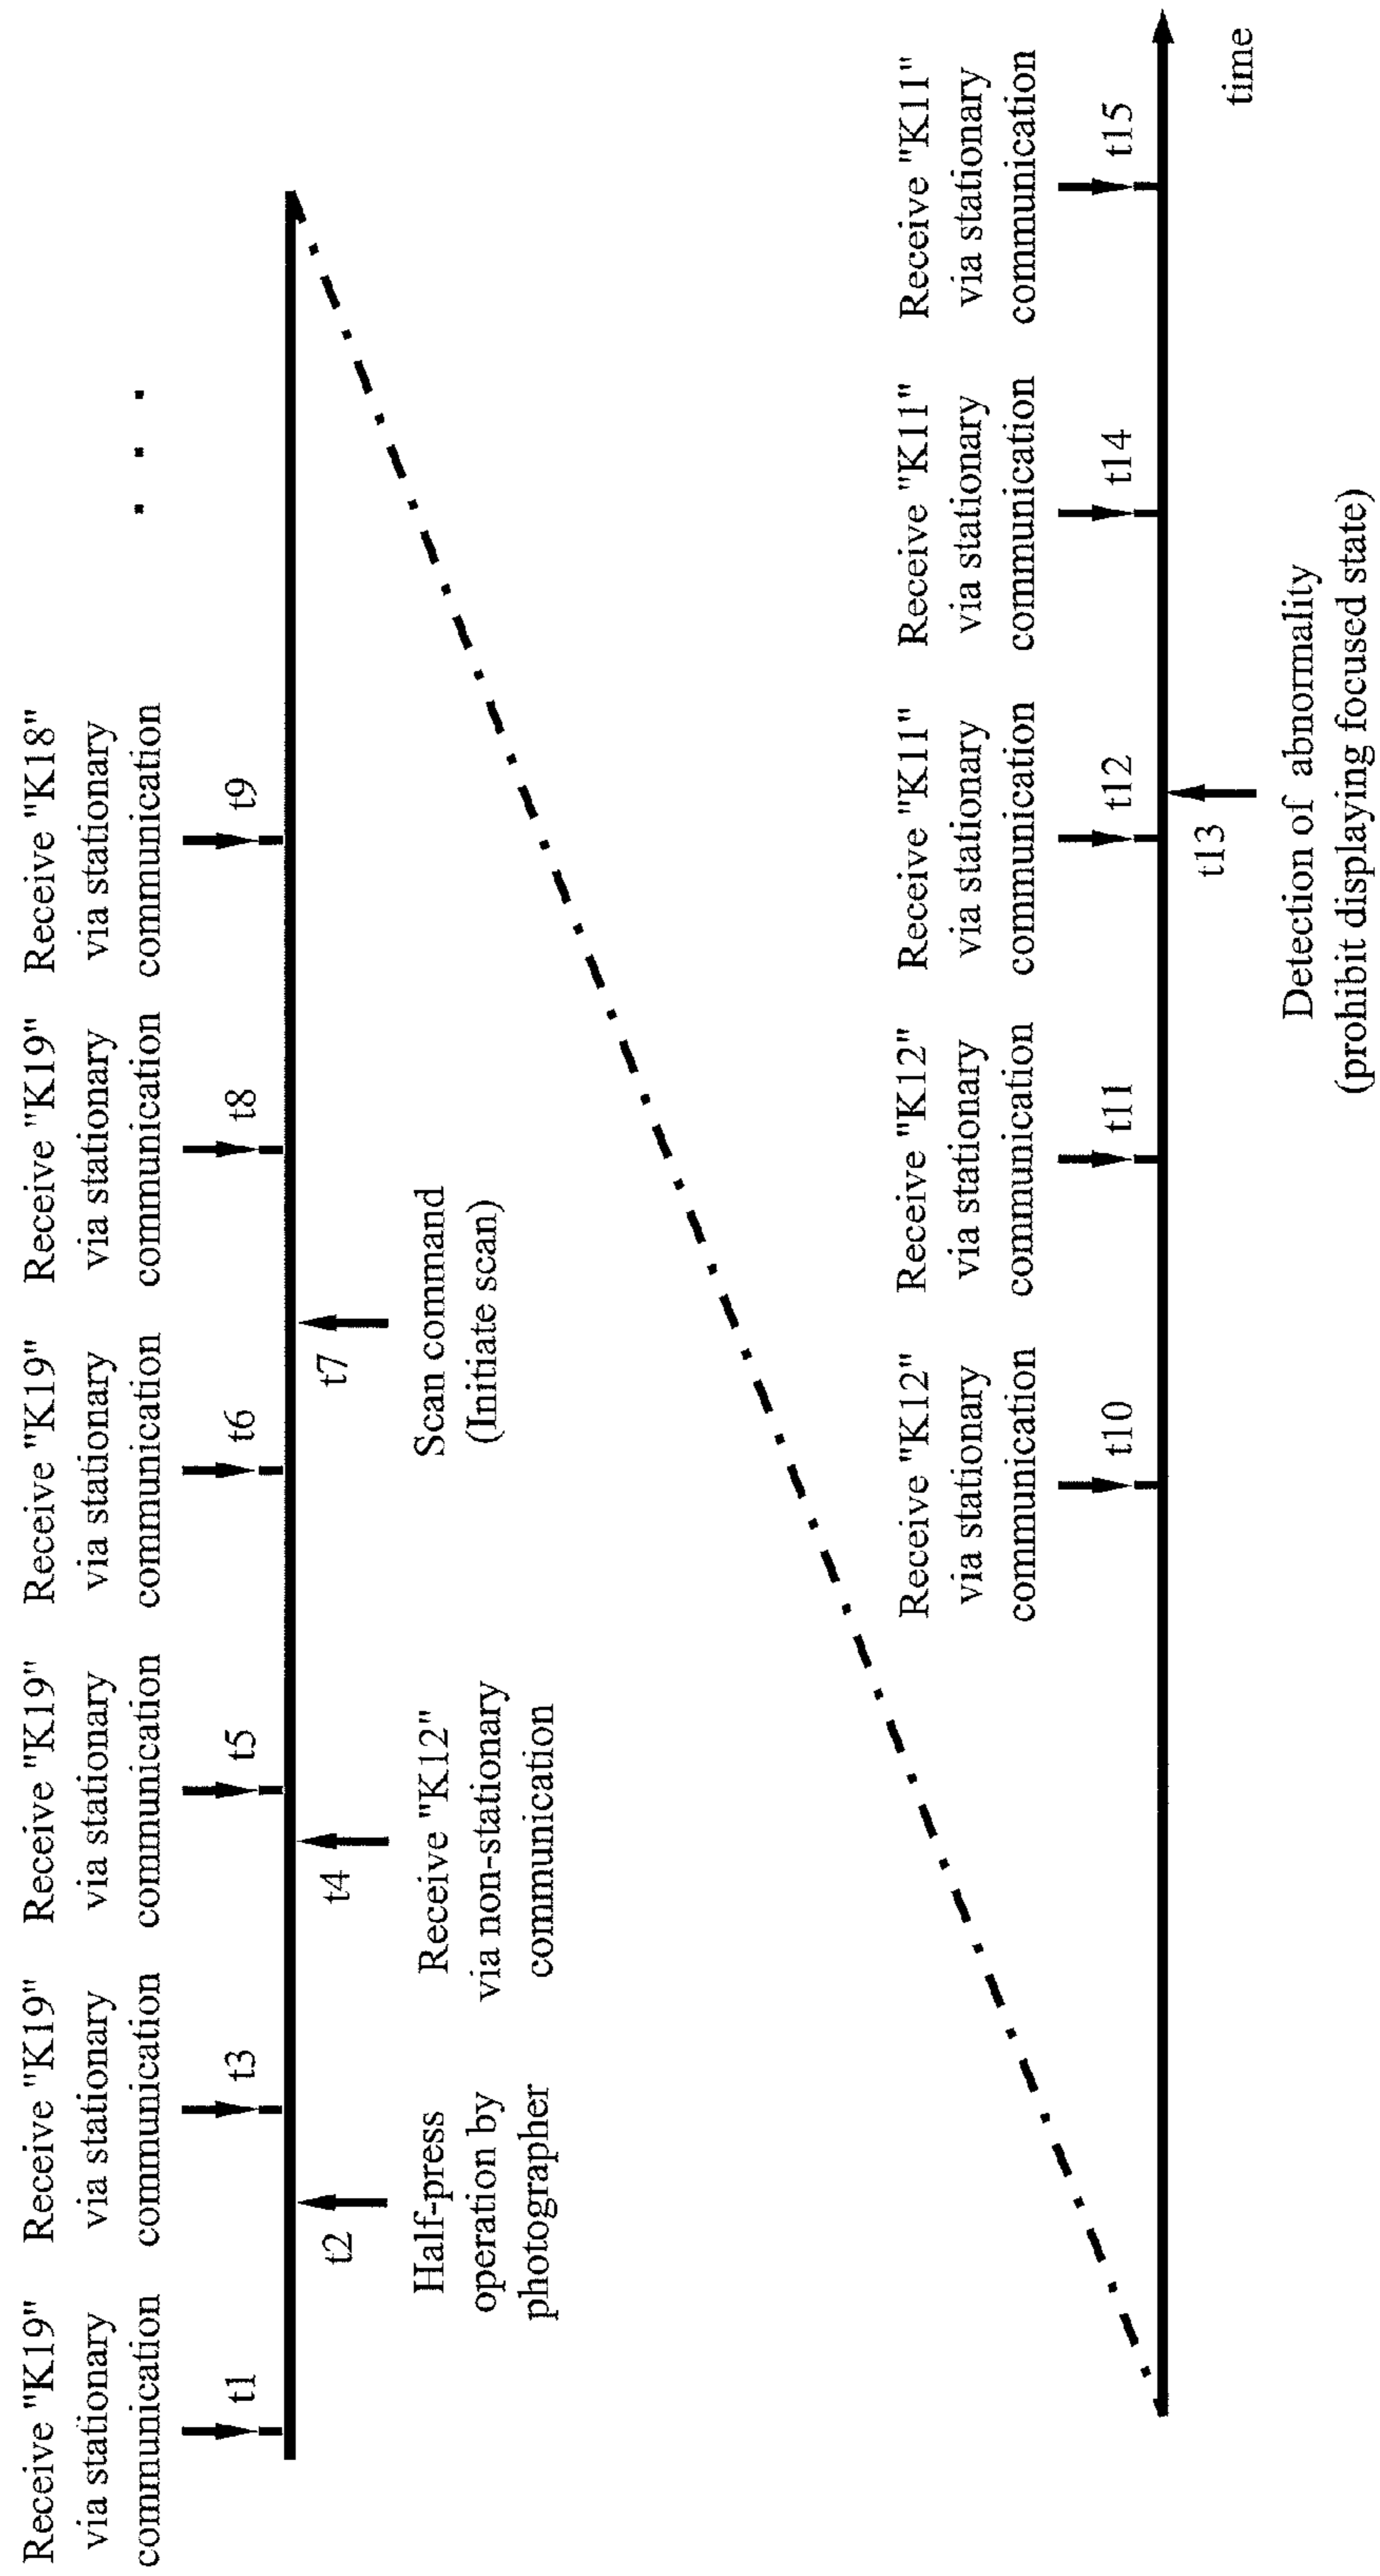 Receive "K19"
via stationary
communication
t1
Receive "K19"
via stationary
communication
t3
Receive "K19"
via stationary
communication
t5
Receive "K19"
via stationary
communication
t6
Receive "K19"
via stationary
communication
t8
Receive "K18"
via stationary
communication
t9
. . .
t2
Half-press
operation by
photographer
t4
Receive "K12"
via non-stationary
communication
t7
Scan command
(Initiate scan)
Receive "K12"
via stationary
communication
t10
Receive "K12"
via stationary
communication
t11
Receive "K11"
via stationary
communication
t12
Receive "K11"
via stationary
communication
t14
Receive "K11"
via stationary
communication
t15
t13
Detection of abnormality
(prohibit displaying focused state)
time